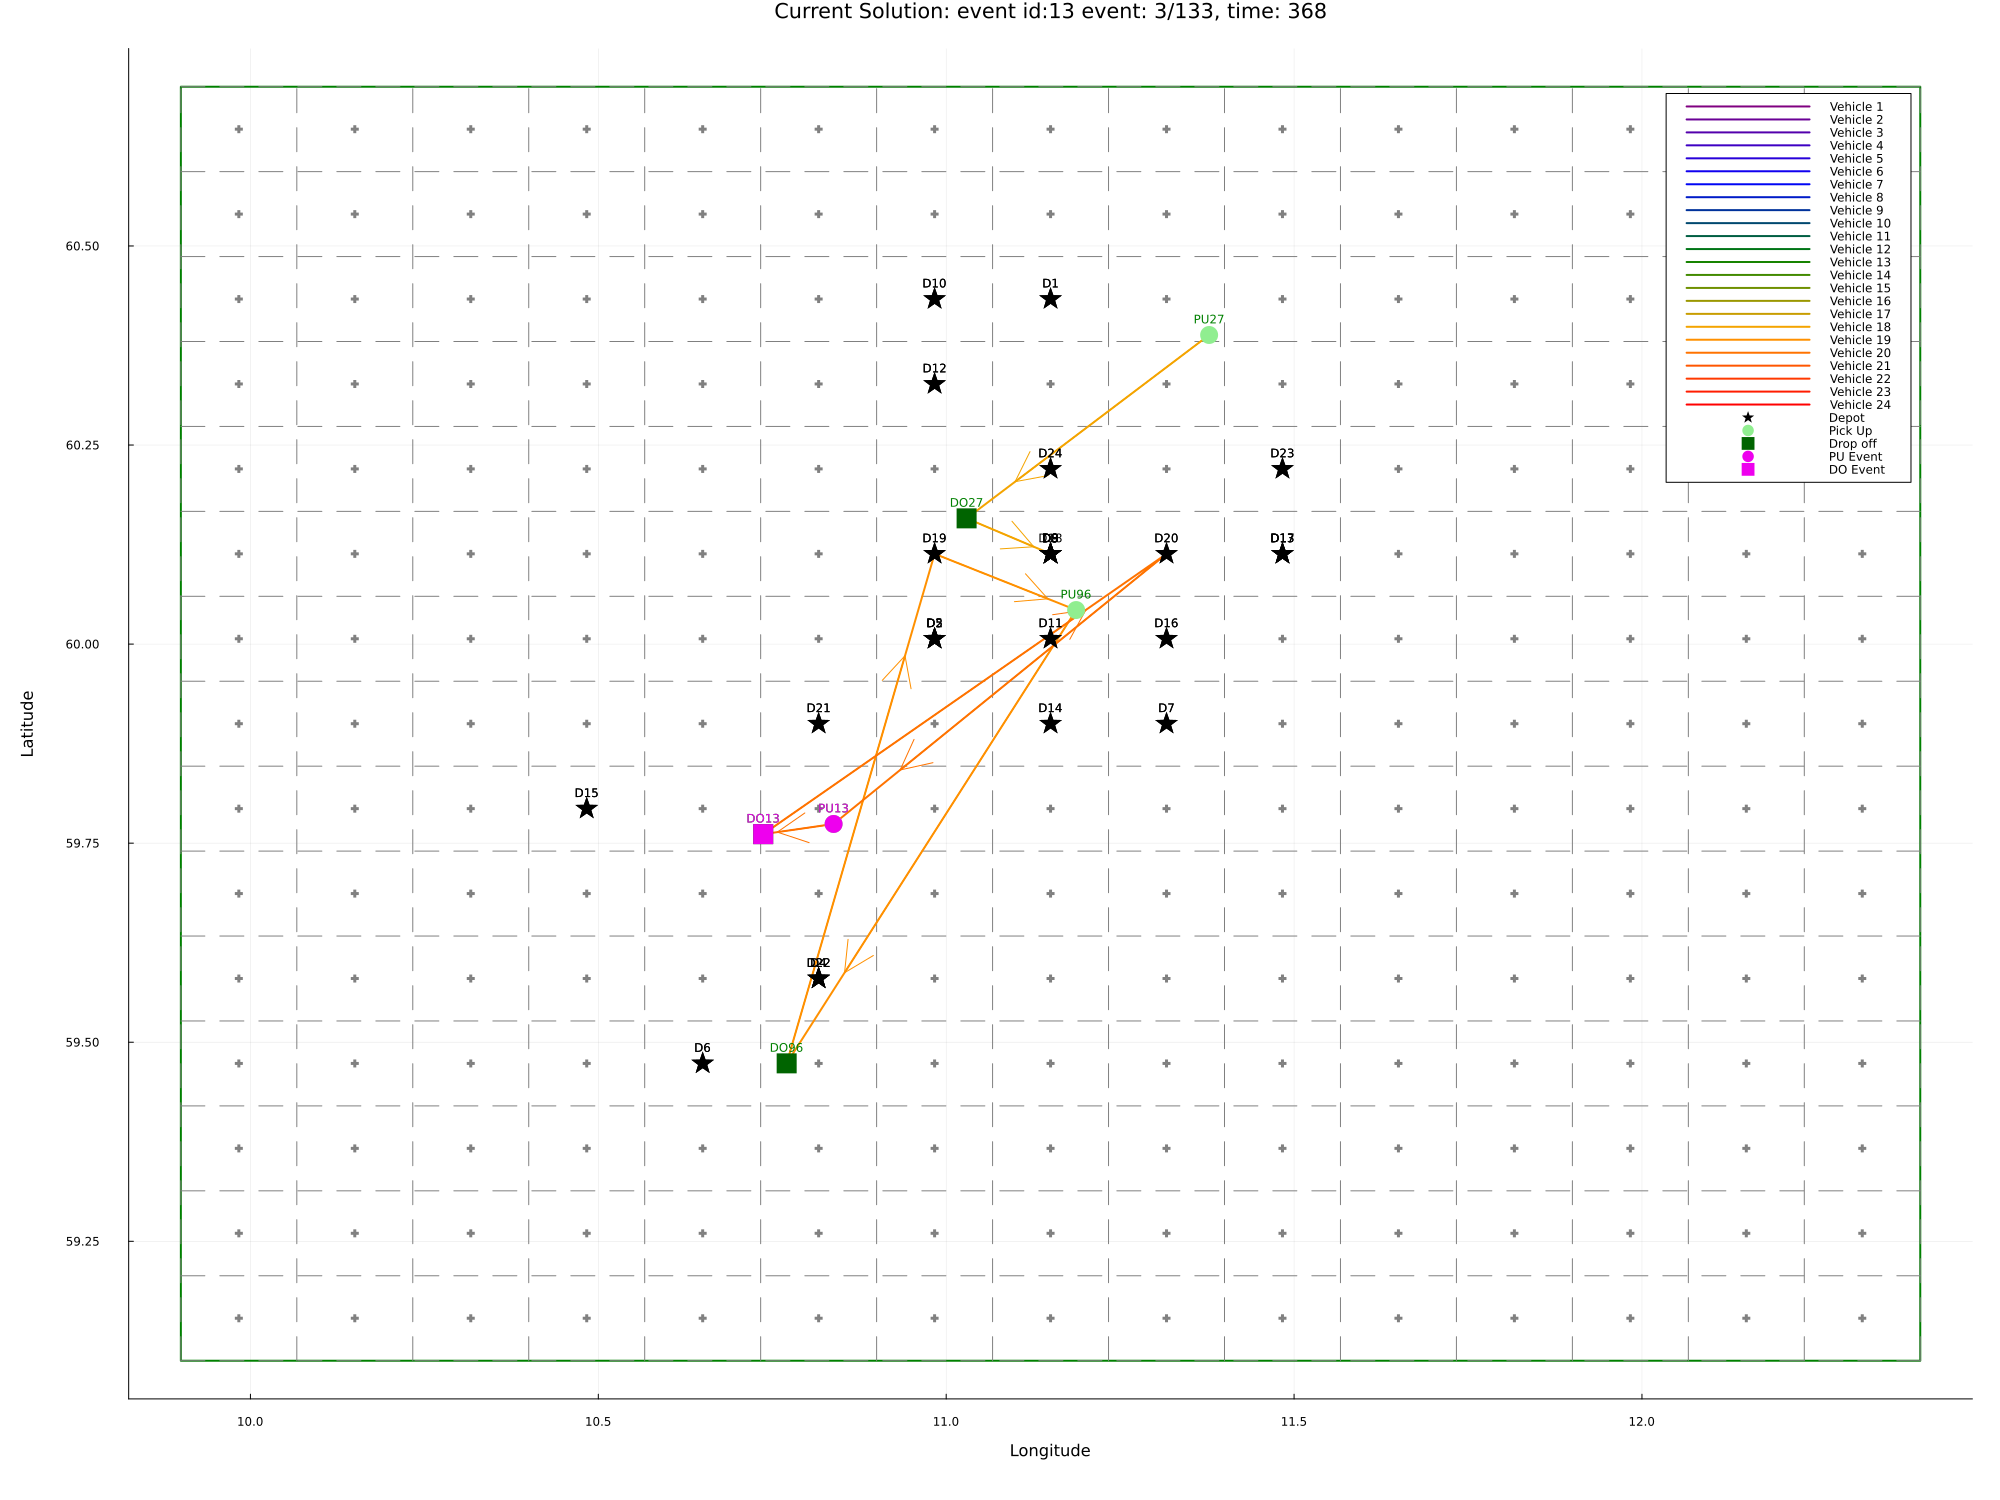 Current Solution: event id:13 event: 3/133, time: 368
Vehicle 1
Vehicle 2
Vehicle 3
Vehicle 4
Vehicle 5
Vehicle 6
Vehicle 7
Vehicle 8
Vehicle 9
Vehicle 10
Vehicle 11
Vehicle 12
Vehicle 13
Vehicle 14
Vehicle 15
Vehicle 16
Vehicle 17
Vehicle 18
Vehicle 19
Vehicle 20
Vehicle 21
Vehicle 22
Vehicle 23
Vehicle 24
Depot
Pick Up
Drop off
PU Event
DO Event
60.50
D10
D1
PU27
D12
60.25
D24
D23
DO27
D19
D20
PU96
60.00
D11
D16
D21
D14
D7
Latitude
D15
PU13
DO13
59.75
59.50
D6
DO96
59.25
10.0
10.5
11.0
11.5
12.0
Longitude